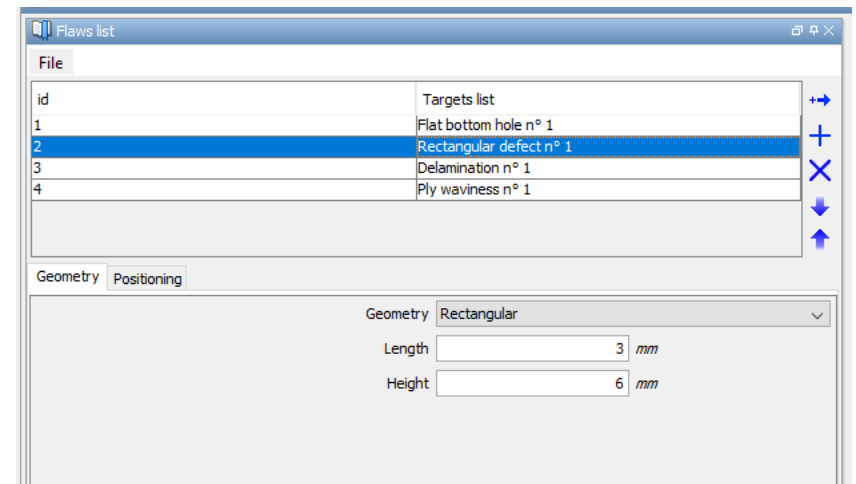 Flaws list
File
id Targets list
1 Flat bottom hole n° 1
2 Rectangular defect n° 1
3 Delamination n° 1
4 Ply waviness n° 1
Geometry Positioning
Geometry Rectangular
Length 3 mm
Height 6 mm